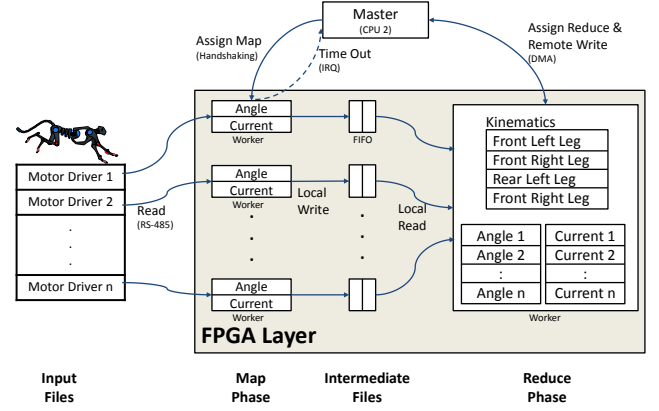 Master
(CPU 2)
Assign Map
(Handshaking)
Time Out
(IRQ)
Assign Reduce &
Remote Write
(DMA)
Angle
Current
Worker
FIFO
Kinematics
Front Left Leg
Front Right Leg
Rear Left Leg
Front Right Leg
Motor Driver 1
Motor Driver 2
.
.
.
Motor Driver n
Read
(RS-485)
Angle
Current
Worker
Local
Write
.
.
.
.
.
.
Local
Read
Angle 1
Angle 2
:
Angle n
Current 1
Current 2
:
Current n
Worker
Angle
Current
Worker
FPGA Layer
Input
Files
Map
Phase
Intermediate
Files
Reduce
Phase